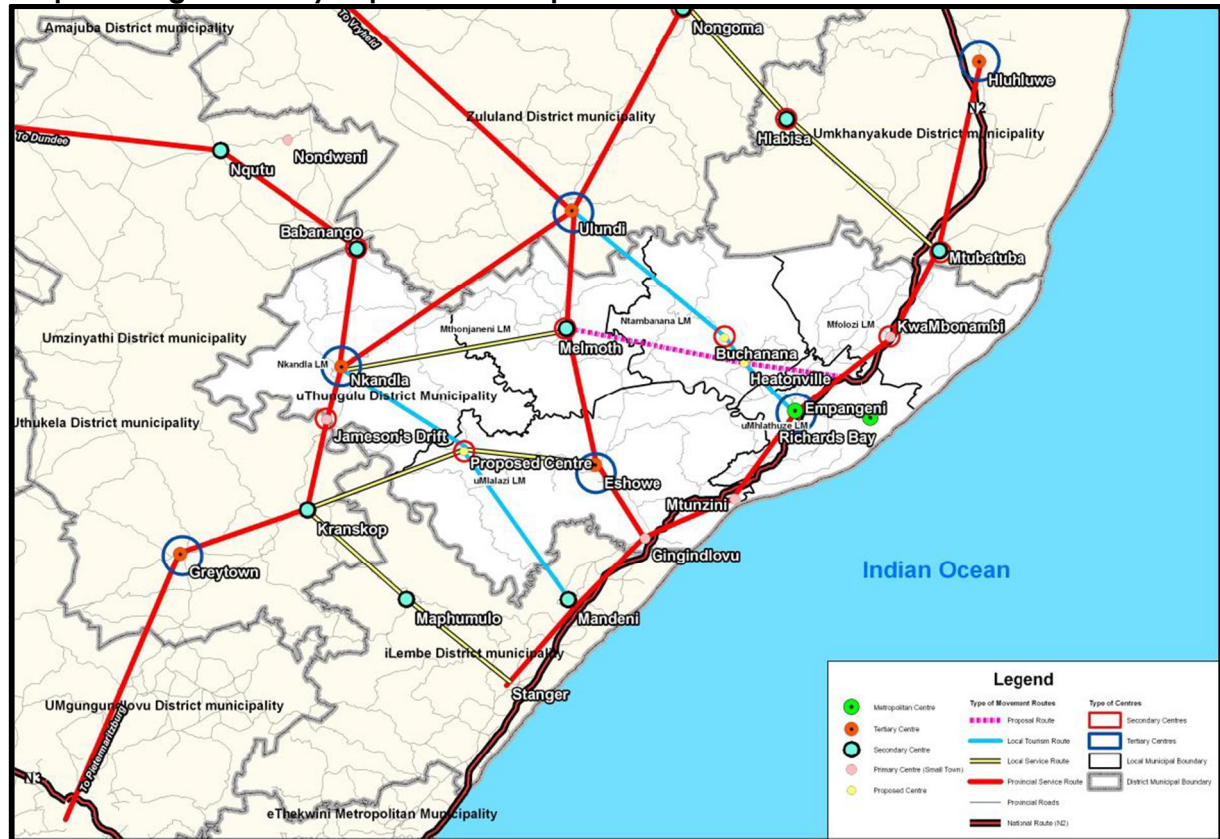 Amajuba District municipality
To Vryheid
Nongoma
Hluhluwe
N2
Zululand District municipality
Hlabisa
Umkhanyakude District municipality
To Dundee
Nondweni
Nqutu
Ulundi
Babanango
Mtubatuba
Umzinyathi District municipality
Mthonjaneni LM
Ntambanana LM
Mfolozi LM
KwaMbonambi
Melmoth
Buchanana
Nkandla LM
Nkandla
Heatonville
uThungulu District Municipality
Empangeni
Uthukela District municipality
Jameson's Drift
uMhlathuze LM
Richards Bay
Proposed Centre
uMlalazi LM
Eshowe
Mtunzini
Kranskop
Gingindlovu
Greytown
Indian Ocean
Maphumulo
Mandeni
iLembe District municipality
Stanger
UMgungundlovu District municipality
To Pietermaritzburg
N3
eThekwini Metropolitan Municipality
Legend
Metropolitan Centre
Tertiary Centre
Secondary Centre
Primary Centre (Small Town)
Proposed Centre
Type of Movement Routes
Proposal Route
Local Tourism Route
Local Service Route
Provincial Service Route
Provincial Roads
National Route (N2)
Type of Centres
Secondary Centres
Tertiary Centres
Local Municipal Boundary
District Municipal Boundary